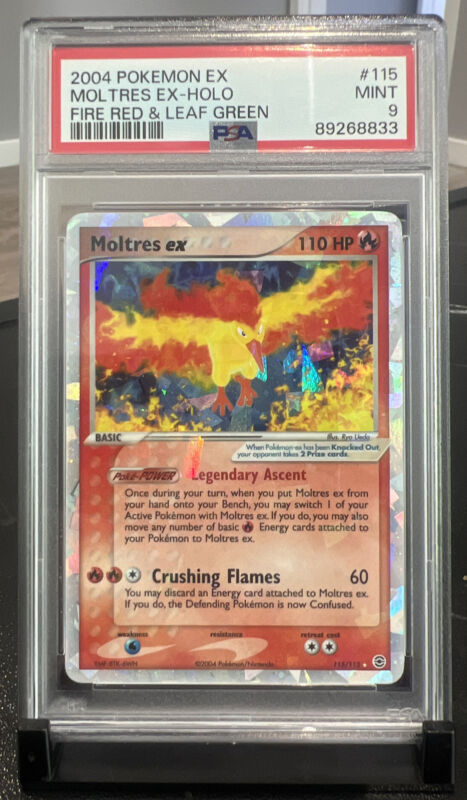 2004 POKEMON EX #115
MOLTRES EX-HOLO MINT
FIRE RED & LEAF GREEN 9
PSA 89268833
Moltres ex 110 HP
BASIC Illus. Ryo Ueda
When Pokémon-ex has been Knocked Out,
your opponent takes 2 Prize cards.
Poké-POWER Legendary Ascent
Once during your turn, when you put Moltres ex from
your hand onto your Bench, you may switch 1 of your
Active Pokémon with Moltres ex. If you do, you may also
move any number of basic Energy cards attached to
your Pokémon to Moltres ex.
Crushing Flames 60
You may discard an Energy card attached to Moltres ex.
If you do, the Defending Pokémon is now Confused.
weakness resistance retreat cost
©2004 Pokémon/Nintendo 115/112